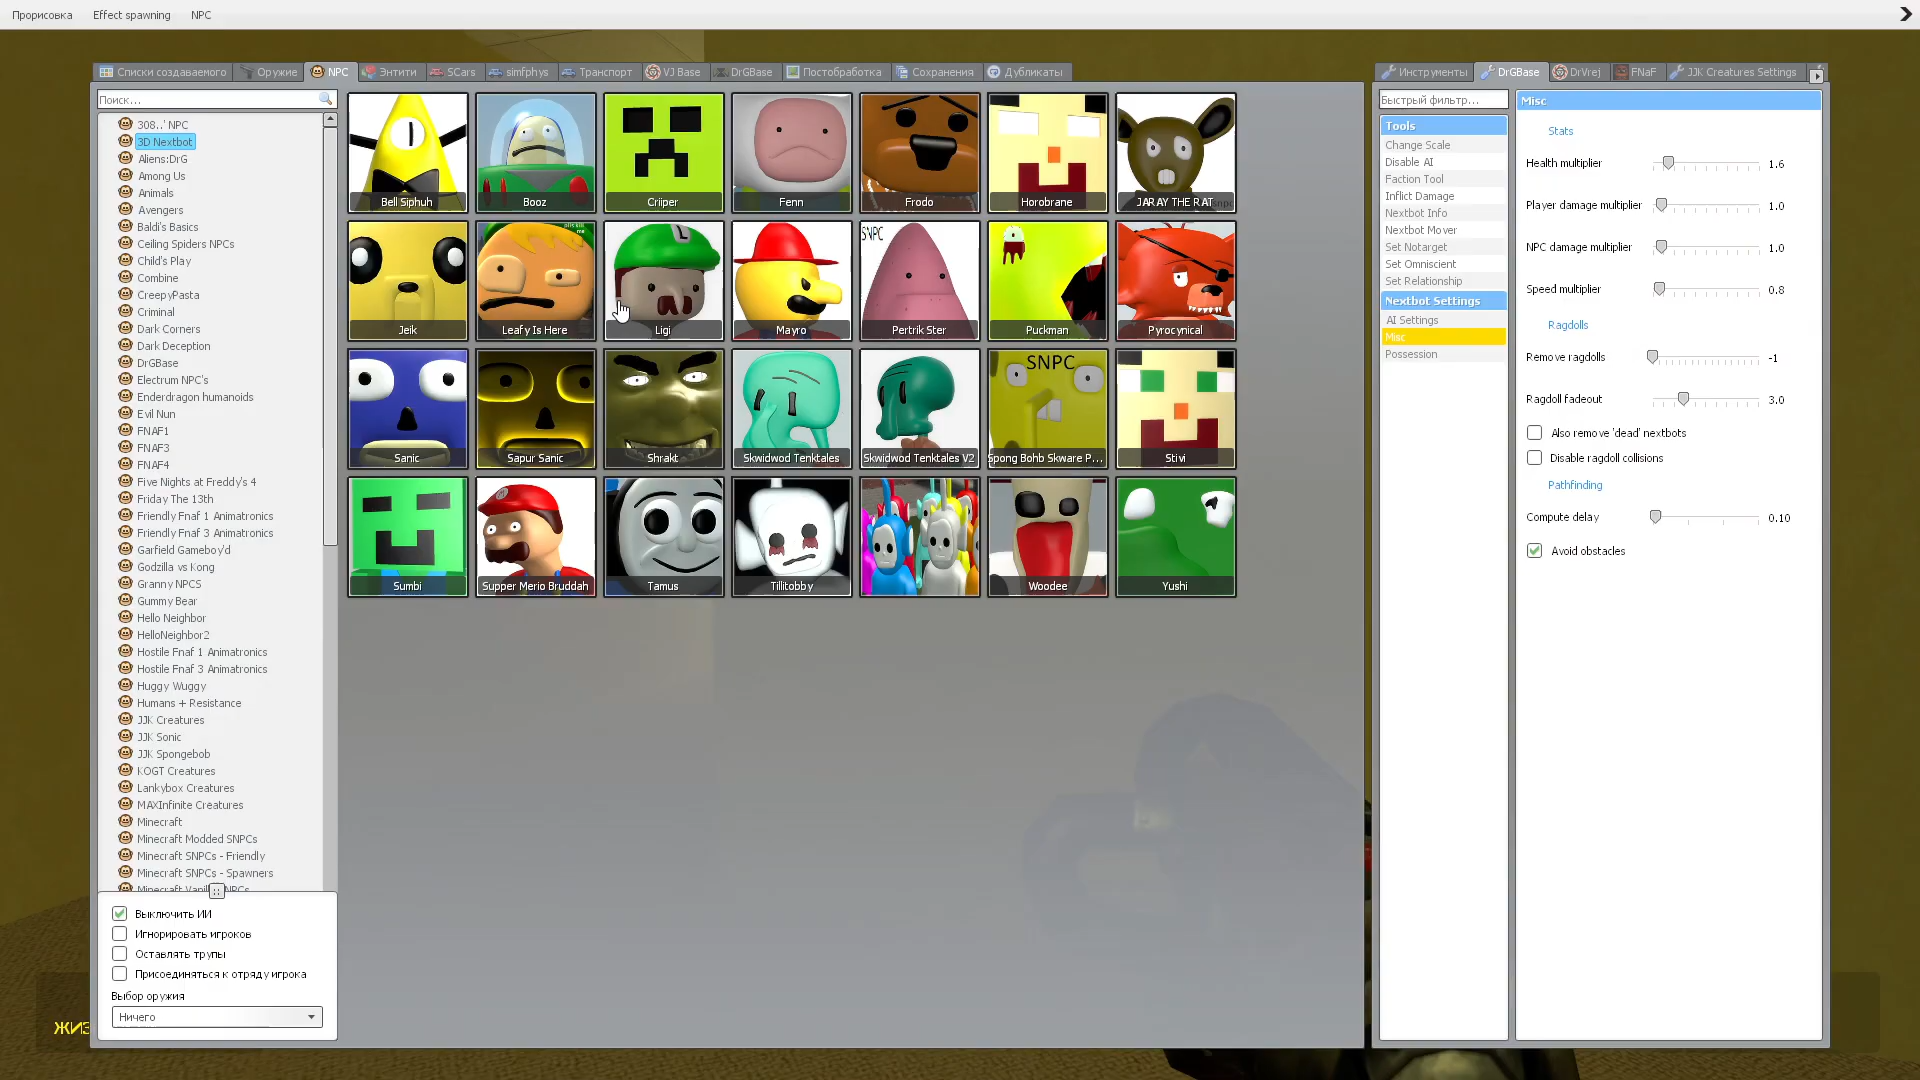 Прорисовка Effect spawning NPC
Списки создаваемого Оружие NPC Энтити SCars simfphys Транспорт VJ Base DrGBase Постобработка Сохранения Дубликаты
Инструменты DrGBase DrVrej FNaF JJK Creatures Settings
Поиск...
308..' NPC
3D Nextbot
Aliens:DrG
Among Us
Animals
Avengers
Baldi's Basics
Ceiling Spiders NPCs
Child's Play
Combine
CreepyPasta
Criminal
Dark Corners
Dark Deception
DrGBase
Electrum NPC's
Enderdragon humanoids
Evil Nun
FNAF1
FNAF3
FNAF4
Five Nights at Freddy's 4
Friday The 13th
Friendly Fnaf 1 Animatronics
Friendly Fnaf 3 Animatronics
Garfield Gameboy'd
Godzilla vs Kong
Granny NPCS
Gummy Bear
Hello Neighbor
HelloNeighbor2
Hostile Fnaf 1 Animatronics
Hostile Fnaf 3 Animatronics
Huggy Wuggy
Humans + Resistance
JJK Creatures
JJK Sonic
JJK Spongebob
KOGT Creatures
Lankybox Creatures
MAXInfinite Creatures
Minecraft
Minecraft Modded SNPCs
Minecraft SNPCs - Friendly
Minecraft SNPCs - Spawners
Выключить ИИ
Игнорировать игроков
Оставлять трупы
Присоединяться к отряду игрока
Выбор оружия
Ничего
ЖИЗ
Bell Siphuh Booz Criiper Fenn Frodo Horobrane JARAY THE RAT
SNPC
Jeik Leafy Is Here Ligi Mayro Pertrik Ster Puckman Pyrocynical
SNPC
Sanic Sapur Sanic Shrakt Skwidwod Tenktales Skwidwod Tenktales V2 Spong Bohb Skware P... Stivi
Sumbi Supper Merio Bruddah Tamus Tillitobby Woodee Yushi
Быстрый фильтр...
Tools
Change Scale
Disable AI
Faction Tool
Inflict Damage
Nextbot Info
Nextbot Mover
Set Notarget
Set Omniscient
Set Relationship
Nextbot Settings
AI Settings
Misc
Possession
Misc
Stats
Health multiplier 1.6
Player damage multiplier 1.0
NPC damage multiplier 1.0
Speed multiplier 0.8
Ragdolls
Remove ragdolls -1
Ragdoll fadeout 3.0
Also remove 'dead' nextbots
Disable ragdoll collisions
Pathfinding
Compute delay 0.10
Avoid obstacles